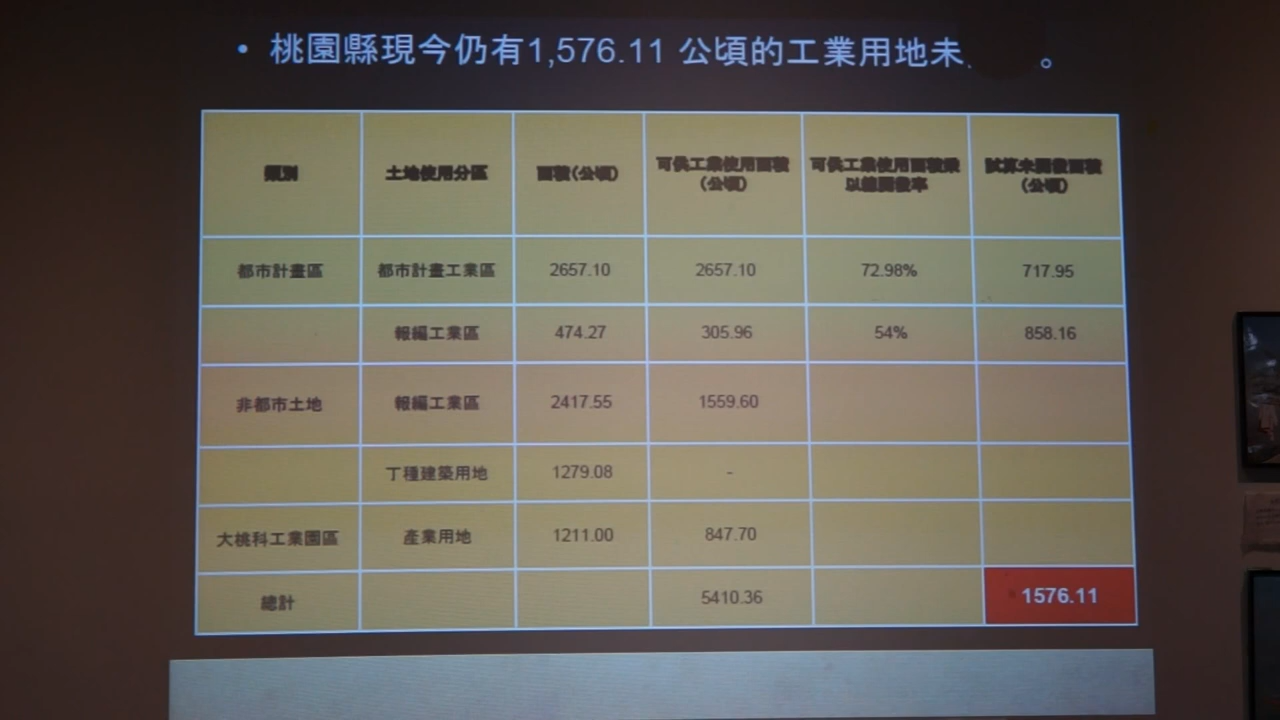 • 桃園縣現今仍有1,576.11 公頃的工業用地未 。
類別 土地使用分區 面積(公頃) 可供工業使用面積(公頃) 可供工業使用面積乘以總開發率 試算未開發面積(公頃)
都市計畫區 都市計畫工業區 2657.10 2657.10 72.98% 717.95
報編工業區 474.27 305.96 54% 858.16
非都市土地 報編工業區 2417.55 1559.60
丁種建築用地 1279.08 -
大桃科工業園區 產業用地 1211.00 847.70
總計 5410.36 1576.11